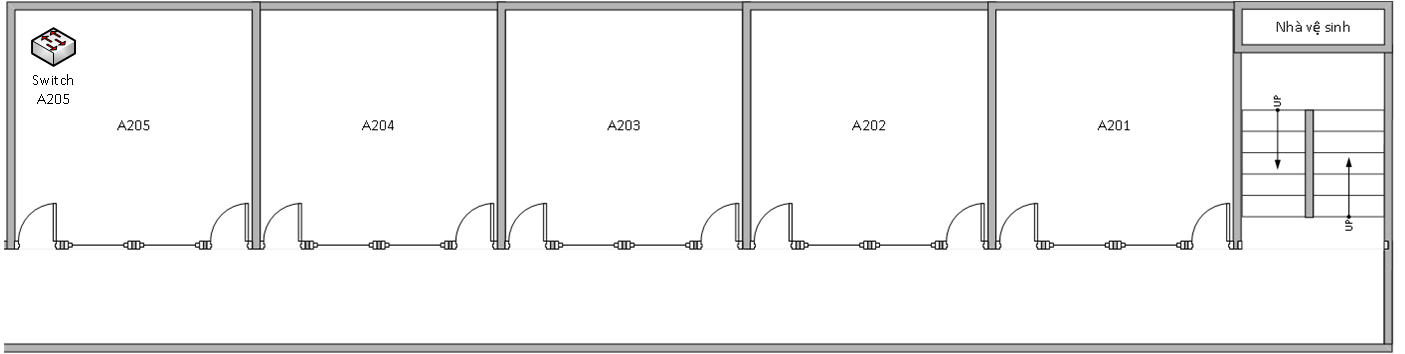 Nhà vệ sinh
Switch
A205
A205
A204
A203
A202
A201
UP
UP